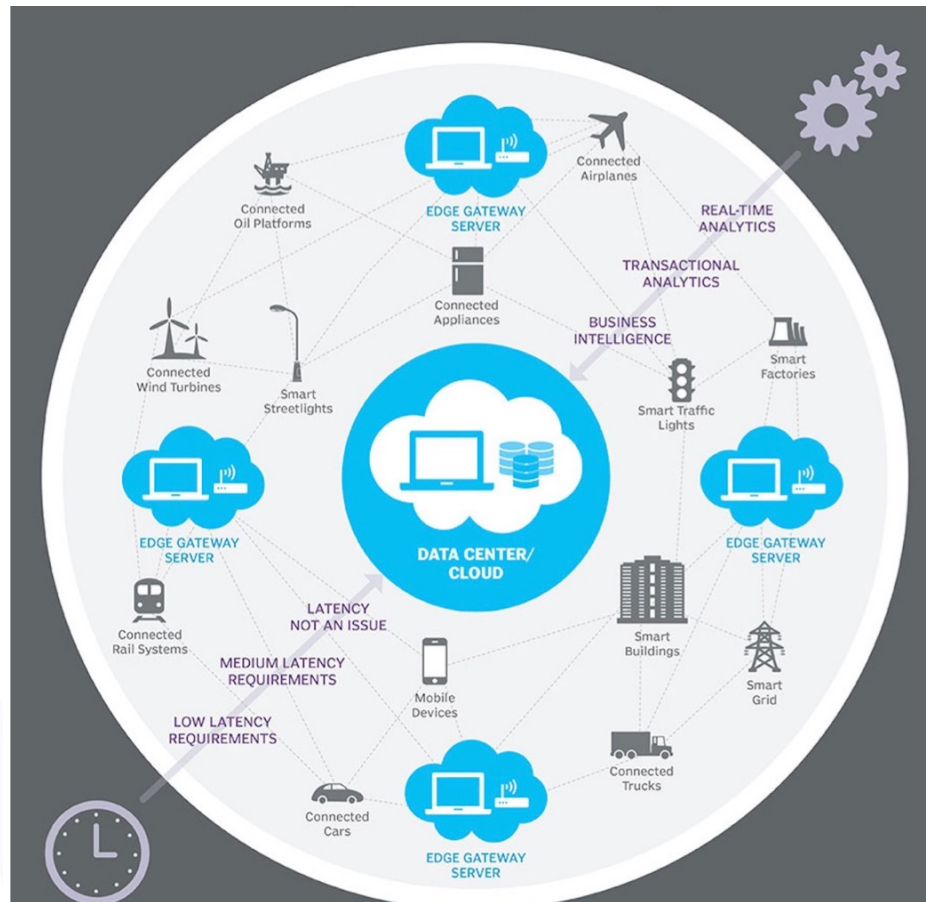 EDGE GATEWAY
SERVER
Connected
Airplanes
Connected
Oil Platforms
REAL-TIME
ANALYTICS
TRANSACTIONAL
ANALYTICS
Connected
Appliances
BUSINESS
INTELLIGENCE
Connected
Wind Turbines
Smart
Streetlights
Smart Traffic
Lights
Smart
Factories
EDGE GATEWAY
SERVER
DATA CENTER/
CLOUD
EDGE GATEWAY
SERVER
Connected
Rail Systems
LATENCY
NOT AN ISSUE
MEDIUM LATENCY
REQUIREMENTS
LOW LATENCY
REQUIREMENTS
Mobile
Devices
Smart
Buildings
Smart
Grid
Connected
Cars
Connected
Trucks
EDGE GATEWAY
SERVER